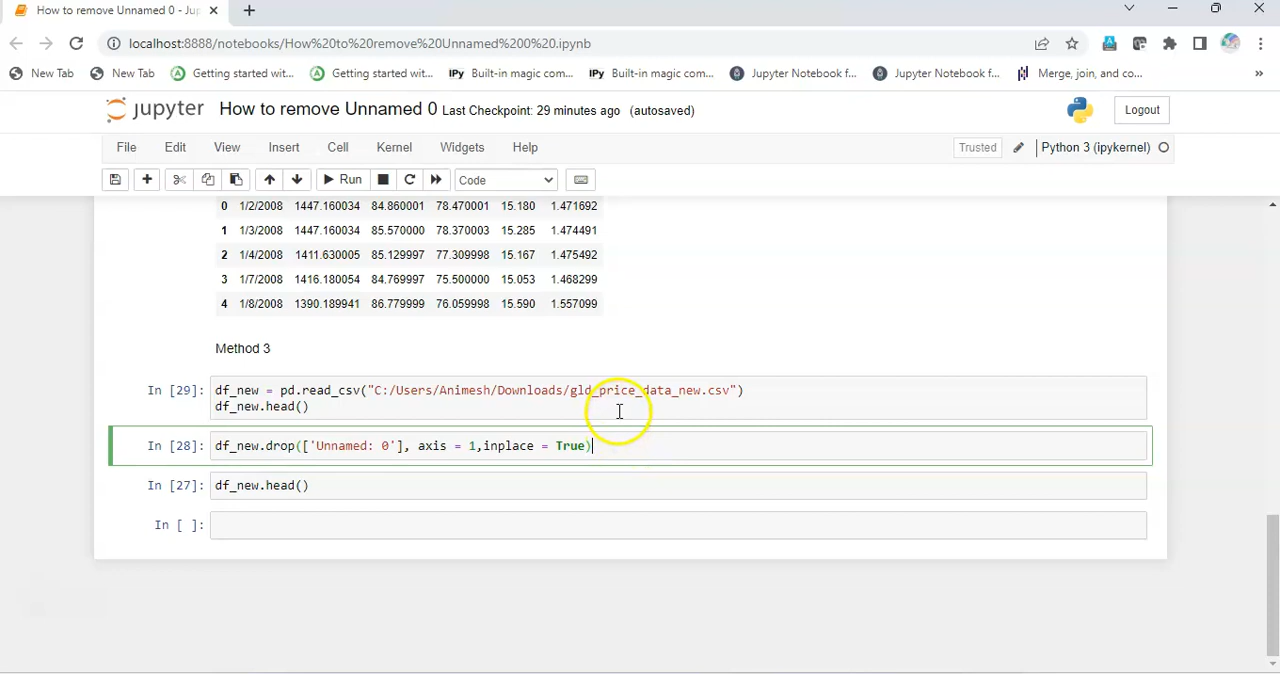 How to remove Unnamed 0 - Jup
localhost:8888/notebooks/How%20to%20remove%20Unnamed%200%20.ipynb
New Tab New Tab Getting started wit... Getting started wit... IPy Built-in magic com... IPy Built-in magic com... Jupyter Notebook f... Jupyter Notebook f... Merge, join, and co... »
jupyter How to remove Unnamed 0 Last Checkpoint: 29 minutes ago (autosaved) Logout
File Edit View Insert Cell Kernel Widgets Help Trusted Python 3 (ipykernel)
Run Code
0 1/2/2008 1447.160034 84.860001 78.470001 15.180 1.471692
1 1/3/2008 1447.160034 85.570000 78.370003 15.285 1.474491
2 1/4/2008 1411.630005 85.129997 77.309998 15.167 1.475492
3 1/7/2008 1416.180054 84.769997 75.500000 15.053 1.468299
4 1/8/2008 1390.189941 86.779999 76.059998 15.590 1.557099
Method 3
In [29]: df_new = pd.read_csv("C:/Users/Animesh/Downloads/gld_price_data_new.csv")
df_new.head()
In [28]: df_new.drop(['Unnamed: 0'], axis = 1,inplace = True)
In [27]: df_new.head()
In [ ]: